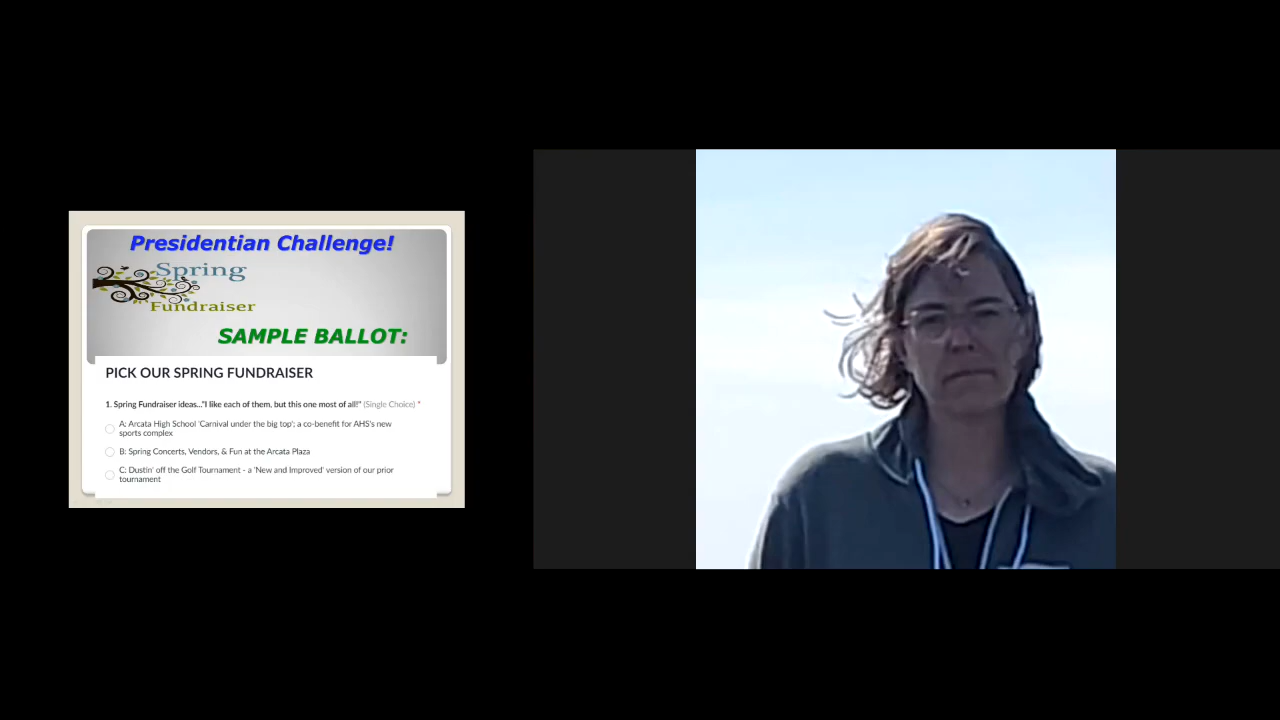 Presidentian Challenge!
Spring
Fundraiser
SAMPLE BALLOT:
PICK OUR SPRING FUNDRAISER
1. Spring Fundraiser ideas..."I like each of them, but this one most of all!" (Single Choice) *
A: Arcata High School 'Carnival under the big top'; a co-benefit for AHS's new
sports complex
B: Spring Concerts, Vendors, & Fun at the Arcata Plaza
C: Dustin' off the Golf Tournament - a 'New and Improved' version of our prior
tournament